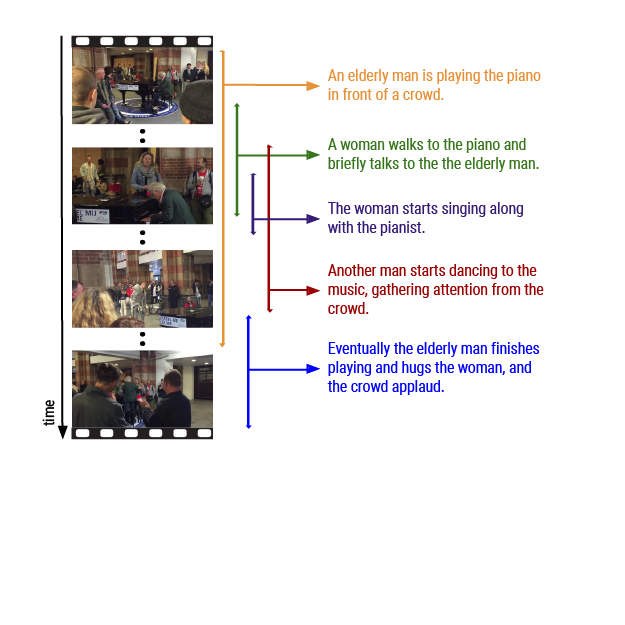 An elderly man is playing the piano
in front of a crowd.
A woman walks to the piano and
briefly talks to the the elderly man.
EL MIJ
The woman starts singing along
with the pianist.
Another man starts dancing to the
music, gathering attention from the
crowd.
Eventually the elderly man finishes
playing and hugs the woman, and
the crowd applaud.
time